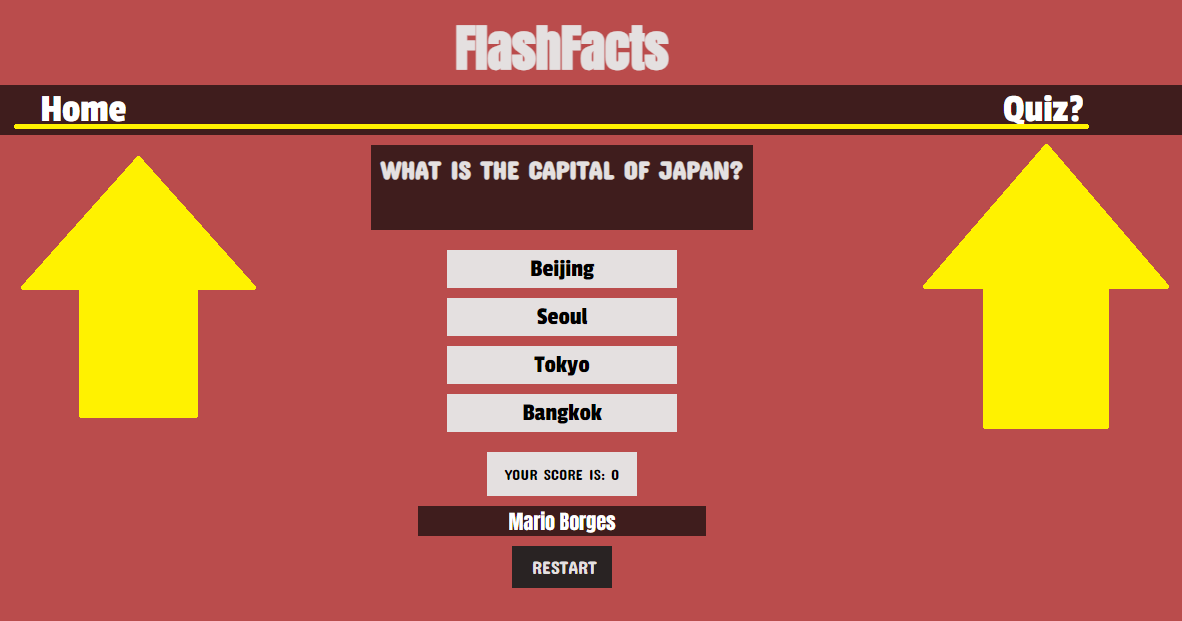 FlashFacts
Home Quiz?
WHAT IS THE CAPITAL OF JAPAN?
Beijing
Seoul
Tokyo
Bangkok
YOUR SCORE IS: 0
Mario Borges
RESTART